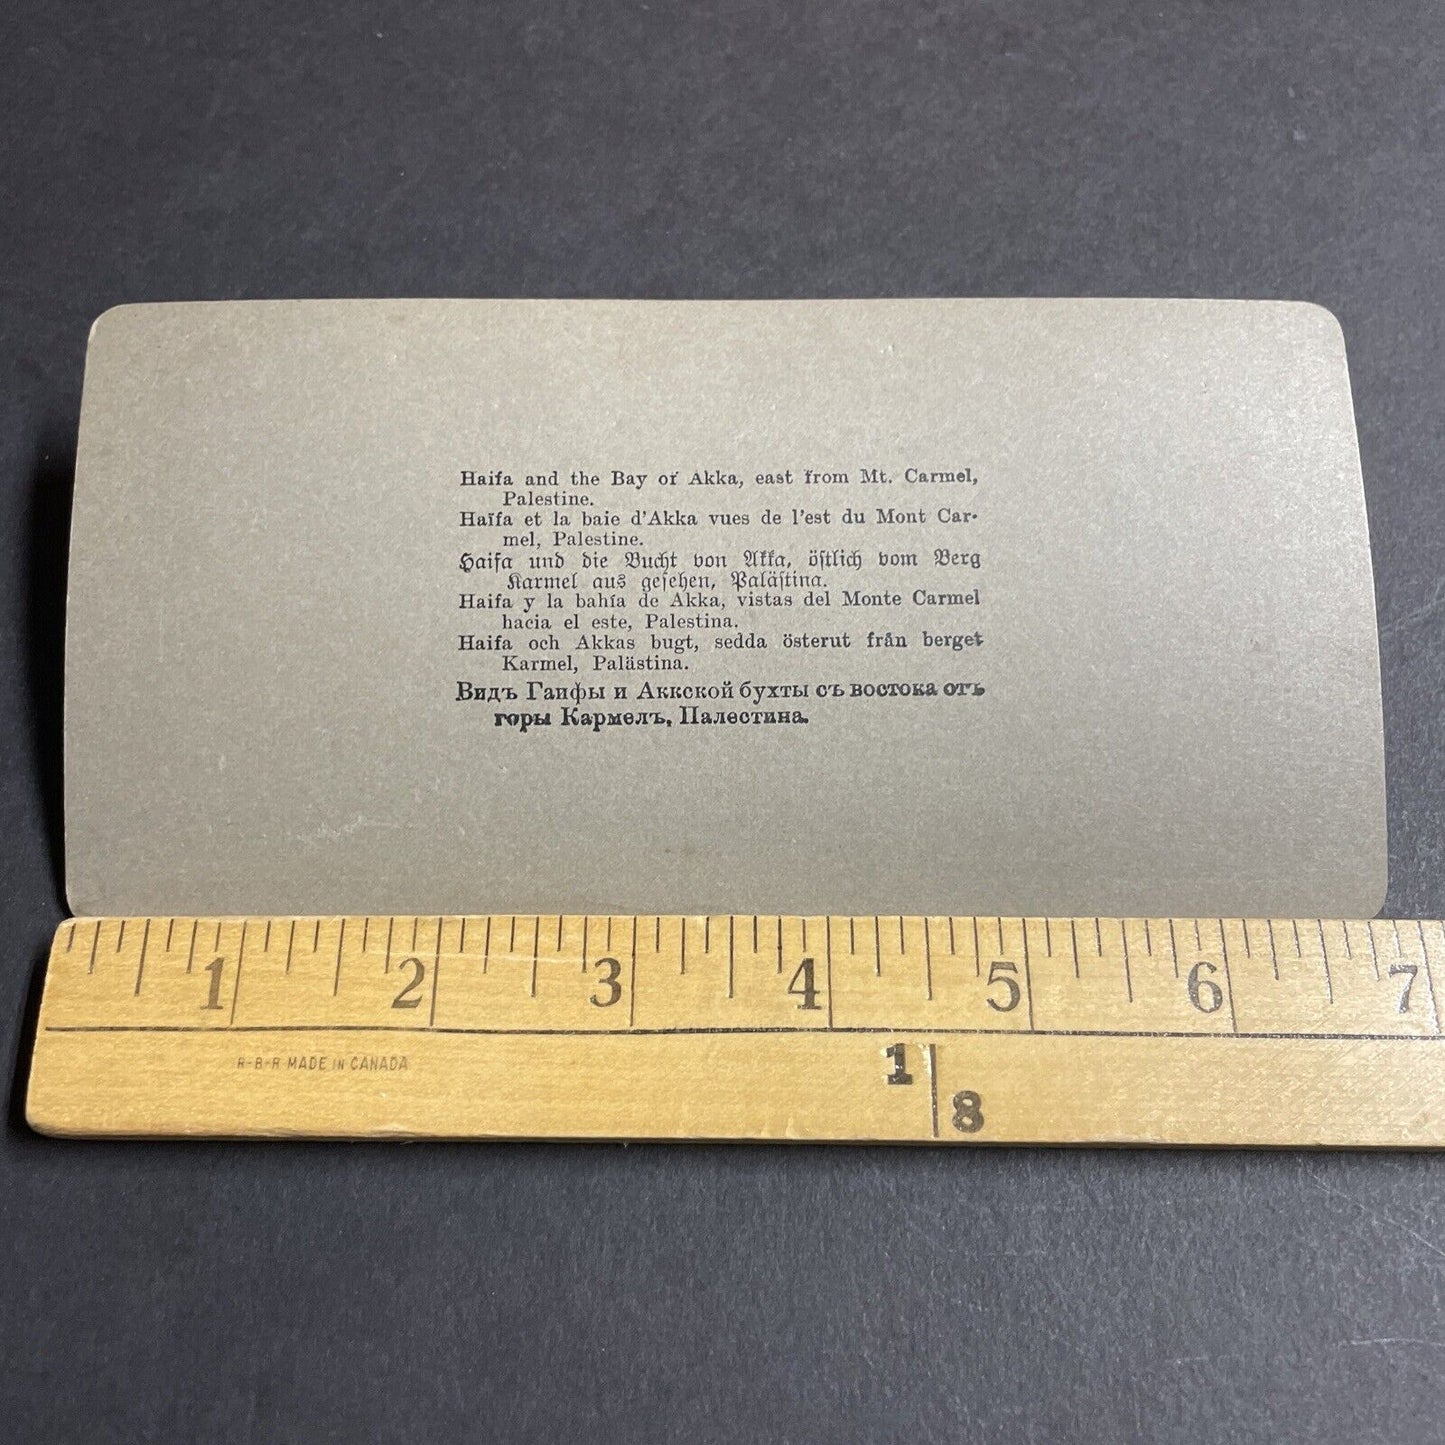 Haifa and the Bay of Akka, east from Mt. Carmel,
Palestine.
Haïfa et la baie d'Akka vues de l'est du Mont Car-
mel, Palestine.
Haifa und die Bucht von Akka, östlich vom Berg
Karmel aus gesehen, Palästina.
Haifa y la bahía de Akka, vistas del Monte Carmel
hacia el este, Palestina.
Haifa och Akkas bugt, sedda österut från berget
Karmel, Palästina.
Видъ Гаифы и Аккской бухты съ востока отъ
горы Кармелъ, Палестина.
1 2 3 4 5 6 7
R-B-R MADE IN CANADA
1
8